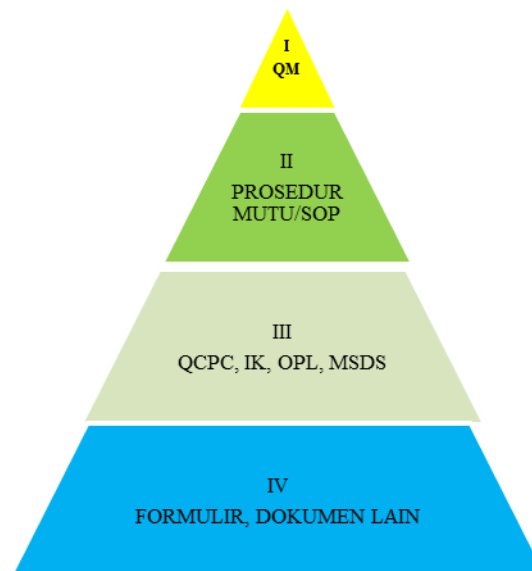 I
QM
II
PROSEDUR
MUTU/SOP
III
QCPC, IK, OPL, MSDS
IV
FORMULIR, DOKUMEN LAIN